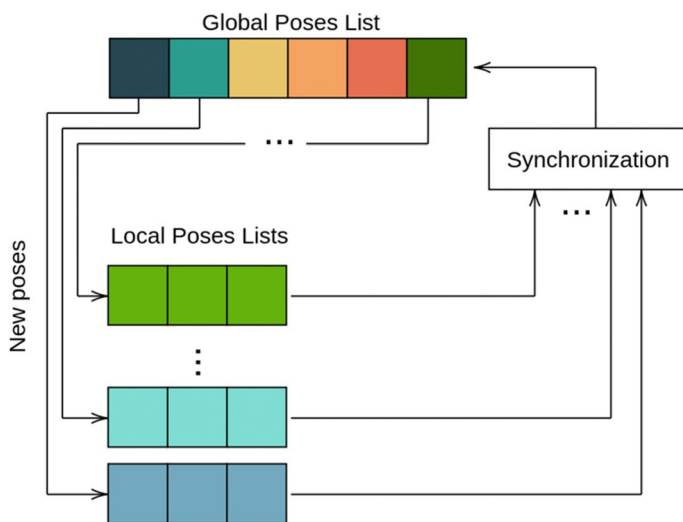 Global Poses List
...
Synchronization
...
Local Poses Lists
New poses
...